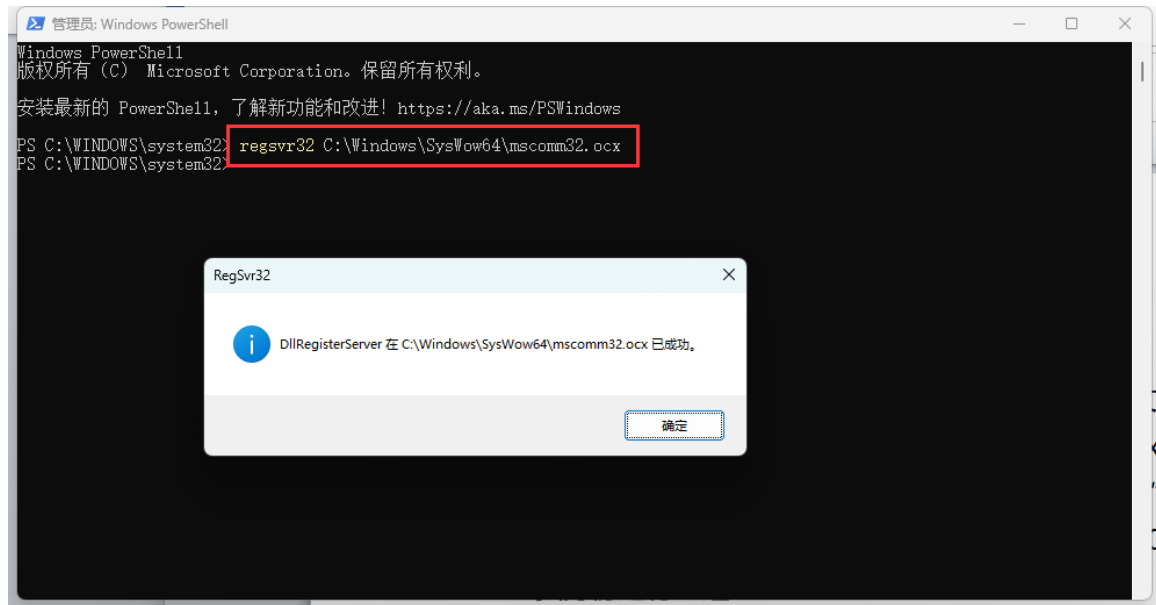 管理员: Windows PowerShell
Windows PowerShell
版权所有 (C) Microsoft Corporation。保留所有权利。
安装最新的 PowerShell，了解新功能和改进！https://aka.ms/PSWindows
PS C:\WINDOWS\system32> regsvr32 C:\Windows\SysWow64\mscomm32.ocx
PS C:\WINDOWS\system32>
RegSvr32
DllRegisterServer 在 C:\Windows\SysWow64\mscomm32.ocx 已成功。
确定